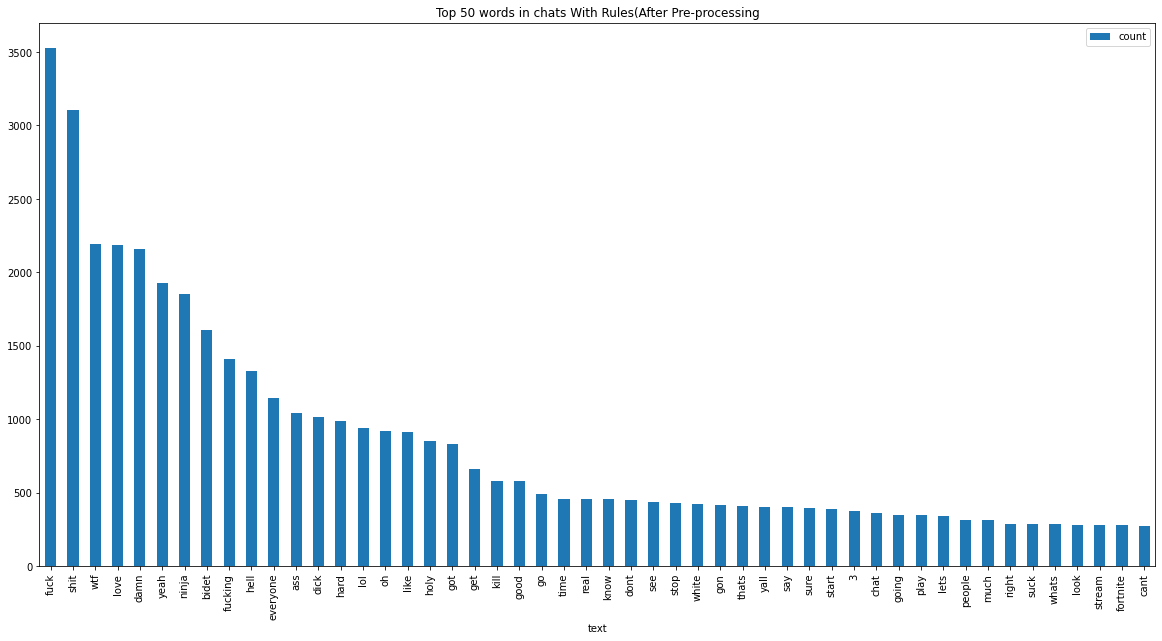 Top 50 words in chats With Rules(After Pre-processing
count
3500
3000
2500
2000
1500
1000
500
0
fuck
shit
wtf
love
damn
yeah
ninja
bidet
fucking
hell
everyone
ass
dick
hard
lol
oh
like
holy
got
get
kill
good
go
time
real
know
dont
see
stop
white
gon
thats
yall
say
sure
start
3
chat
going
play
lets
people
much
right
suck
whats
look
stream
fortnite
cant
text